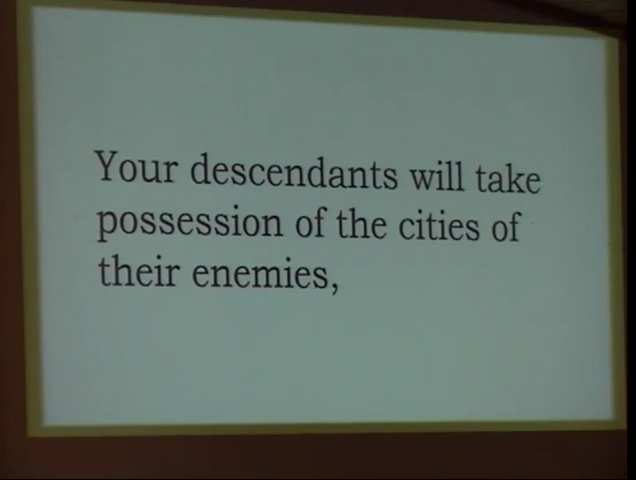 Your descendants will take
possession of the cities of
their enemies,